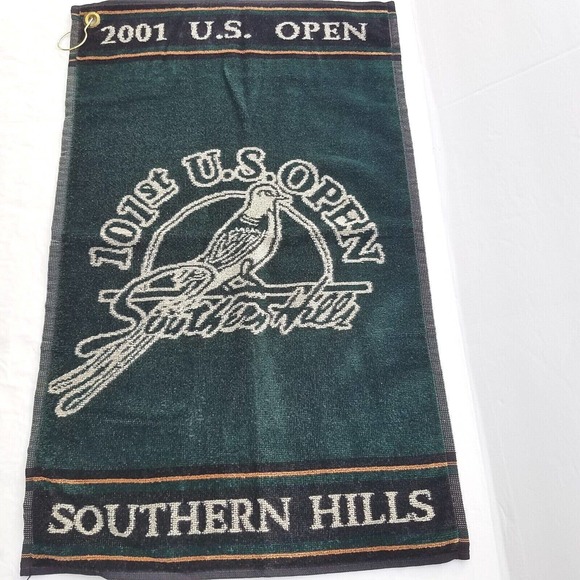 2001 U.S. OPEN
101st U.S. OPEN
Southern Hills
SOUTHERN HILLS